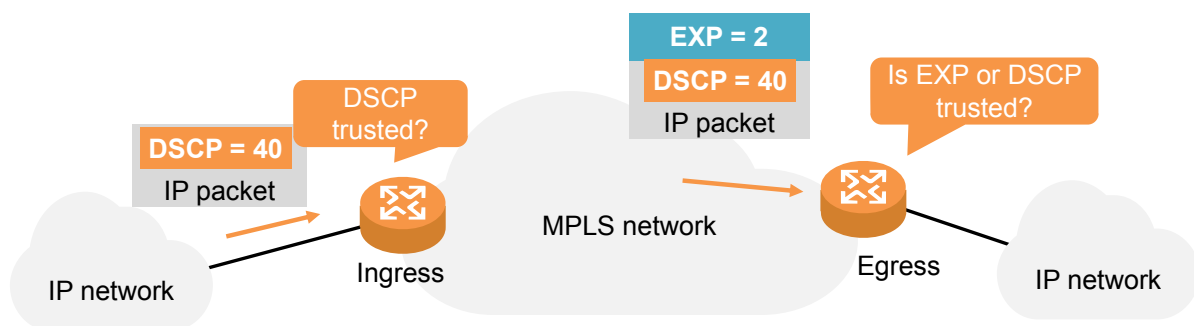 EXP = 2
DSCP = 40
IP packet
Is EXP or DSCP
trusted?
DSCP
trusted?
DSCP = 40
IP packet
MPLS network
Ingress
Egress
IP network
IP network